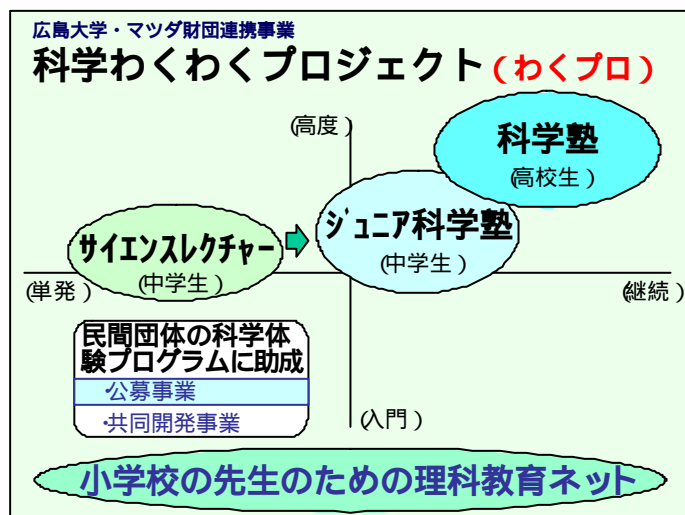 広島大学・マツダ財団連携事業
科学わくわくプロジェクト(わくプロ)
(高度)
科学塾
(高校生)
ジュニア科学塾
(中学生)
サイエンスレクチャー
(中学生)
(単発)
(継続)
民間団体の科学体
験プログラムに助成
・公募事業
・共同開発事業
(入門)
小学校の先生のための理科教育ネット